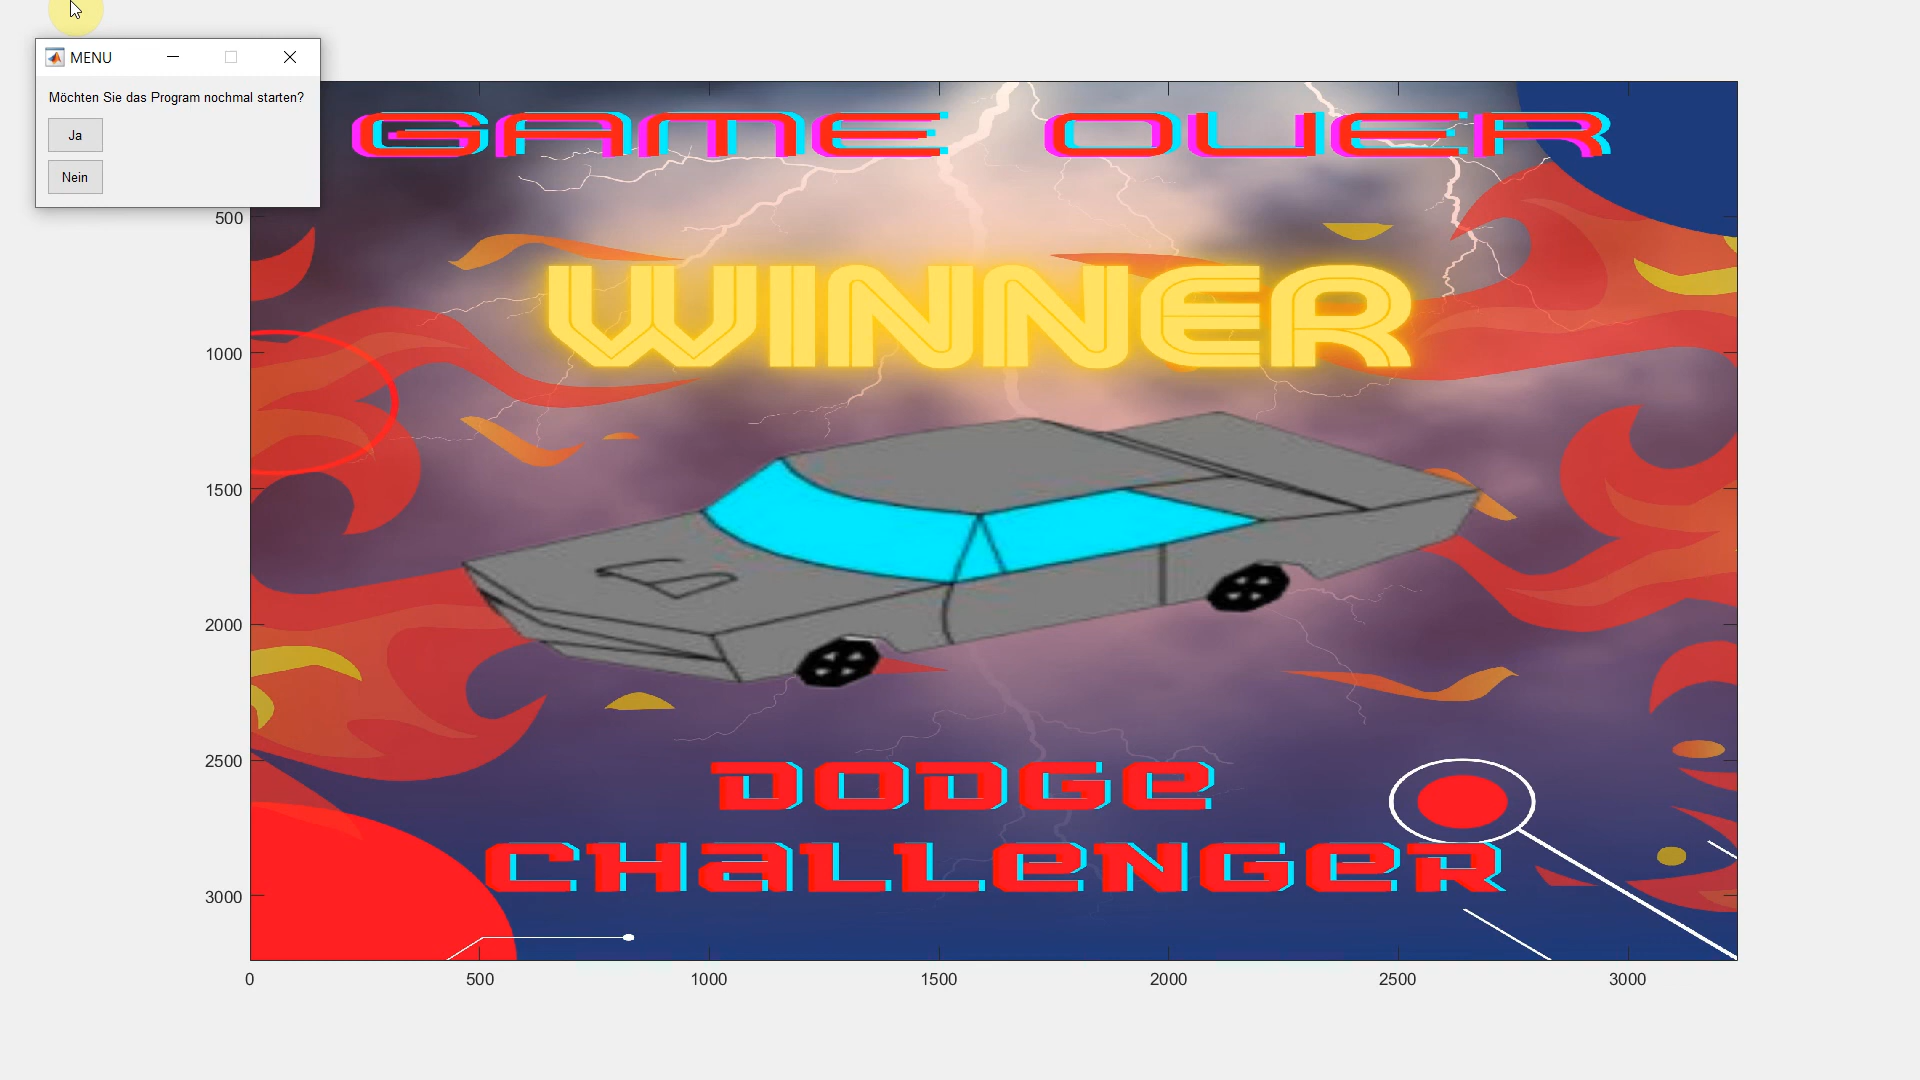 MENU
Möchten Sie das Program nochmal starten?
Ja
Nein
GAME OVER
WINNER
DODGE
CHALLENGER
500
1000
1500
2000
2500
3000
0
500
1000
1500
2000
2500
3000